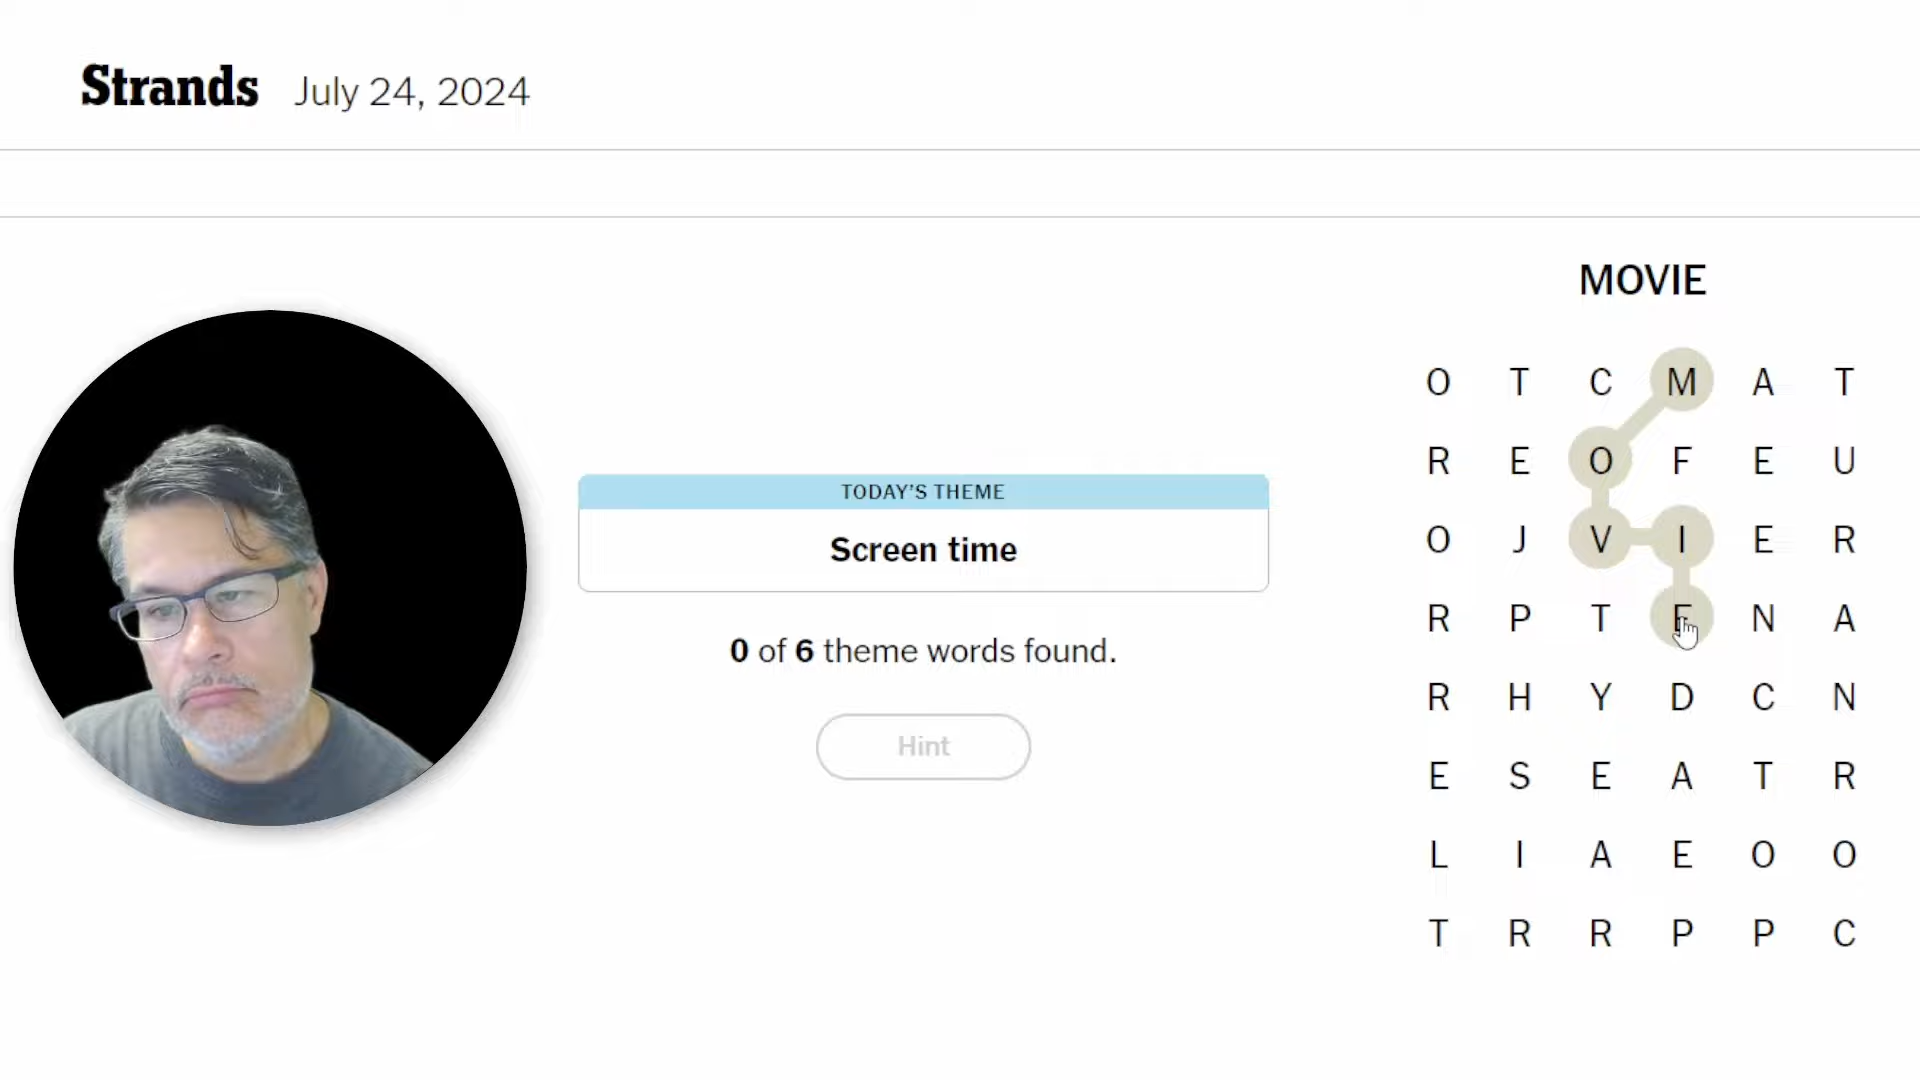 Strands July 24, 2024
MOVIE
TODAY'S THEME
Screen time
0 of 6 theme words found.
Hint
O T C M A T
R E O F E U
O J V I E R
R P T E N A
R H Y D C N
E S E A T R
L I A E O O
T R R P P C